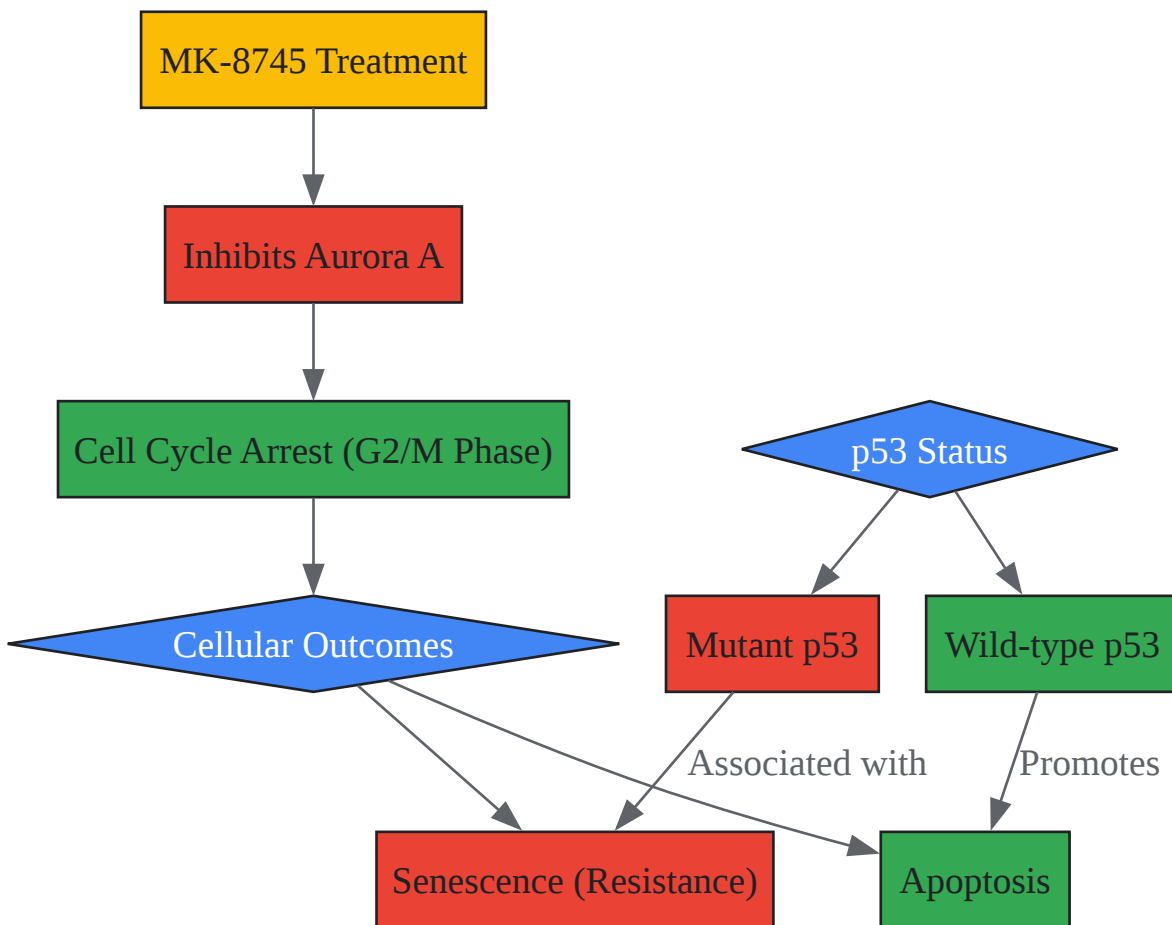 MK-8745 Treatment
Inhibits Aurora A
Cell Cycle Arrest (G2/M Phase)
p53 Status
Cellular Outcomes
Mutant p53
Wild-type p53
Associated with
Promotes
Senescence (Resistance)
Apoptosis